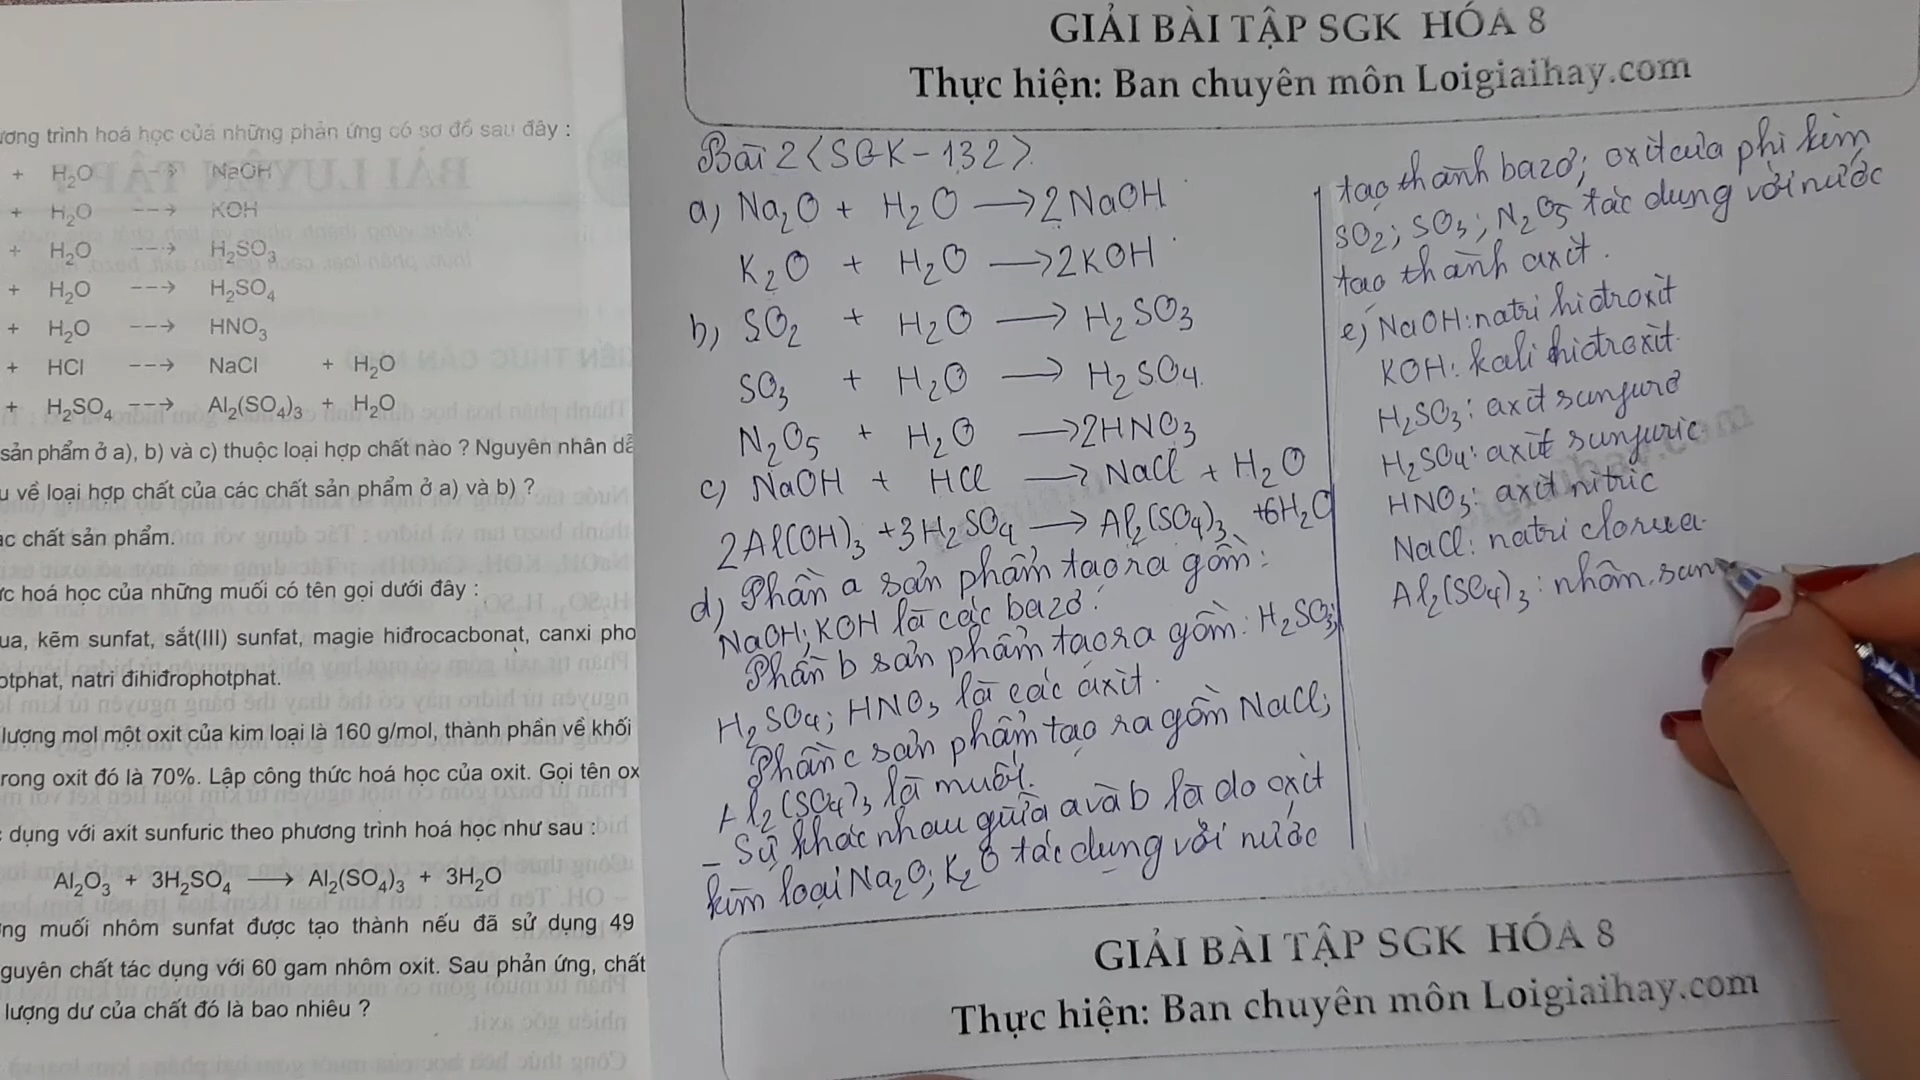 GIẢI BÀI TẬP SGK HÓA 8
Thực hiện: Ban chuyên môn Loigiaihay.com
ương trình hoá học của những phản ứng có sơ đồ sau đây :
+ H₂O --→ NaOH
+ H₂O --→ KOH
+ H₂O --→ H₂SO₃
+ H₂O --→ H₂SO₄
+ H₂O --→ HNO₃
+ HCl --→ NaCl + H₂O
+ H₂SO₄ --→ Al₂(SO₄)₃ + H₂O
sản phẩm ở a), b) và c) thuộc loại hợp chất nào ? Nguyên nhân dẫ
u về loại hợp chất của các chất sản phẩm ở a) và b) ?
ác chất sản phẩm.
ức hoá học của những muối có tên gọi dưới đây :
ua, kẽm sunfat, sắt(III) sunfat, magie hiđrocacbonat, canxi pho
otphat, natri đihiđrophotphat.
lượng mol một oxit của kim loại là 160 g/mol, thành phần về khối
rong oxit đó là 70%. Lập công thức hoá học của oxit. Gọi tên ox
c dụng với axit sunfuric theo phương trình hoá học như sau :
Al₂O₃ + 3H₂SO₄ ⟶ Al₂(SO₄)₃ + 3H₂O
ng muối nhôm sunfat được tạo thành nếu đã sử dụng 49
guyên chất tác dụng với 60 gam nhôm oxit. Sau phản ứng, chất
lượng dư của chất đó là bao nhiêu ?
Bài 2 <SGK-132>.
a) Na₂O + H₂O → 2NaOH
K₂O + H₂O → 2KOH
b) SO₂ + H₂O → H₂SO₃
SO₃ + H₂O → H₂SO₄
N₂O₅ + H₂O → 2HNO₃
c) NaOH + HCl → NaCl + H₂O
2Al(OH)₃ + 3H₂SO₄ → Al₂(SO₄)₃ + 6H₂O
d) Phần a sản phẩm tạo ra gồm:
NaOH; KOH là các bazơ.
Phần b sản phẩm tạo ra gồm: H₂SO₃;
H₂SO₄; HNO₃ là các axit.
Phần c sản phẩm tạo ra gồm NaCl;
Al₂(SO₄)₃ là muối.
- Sự khác nhau giữa a và b là do oxit
kim loại Na₂O; K₂O tác dụng với nước
tạo thành bazơ; oxit của phi kim
SO₂; SO₃; N₂O₅ tác dụng với nước
tạo thành axit.
e) NaOH: natri hiđroxit
KOH: kali hiđroxit
H₂SO₃: axit sunfurơ
H₂SO₄: axit sunfuric
HNO₃: axit nitric
NaCl: natri clorua
Al₂(SO₄)₃: nhôm sun
GIẢI BÀI TẬP SGK HÓA 8
Thực hiện: Ban chuyên môn Loigiaihay.com